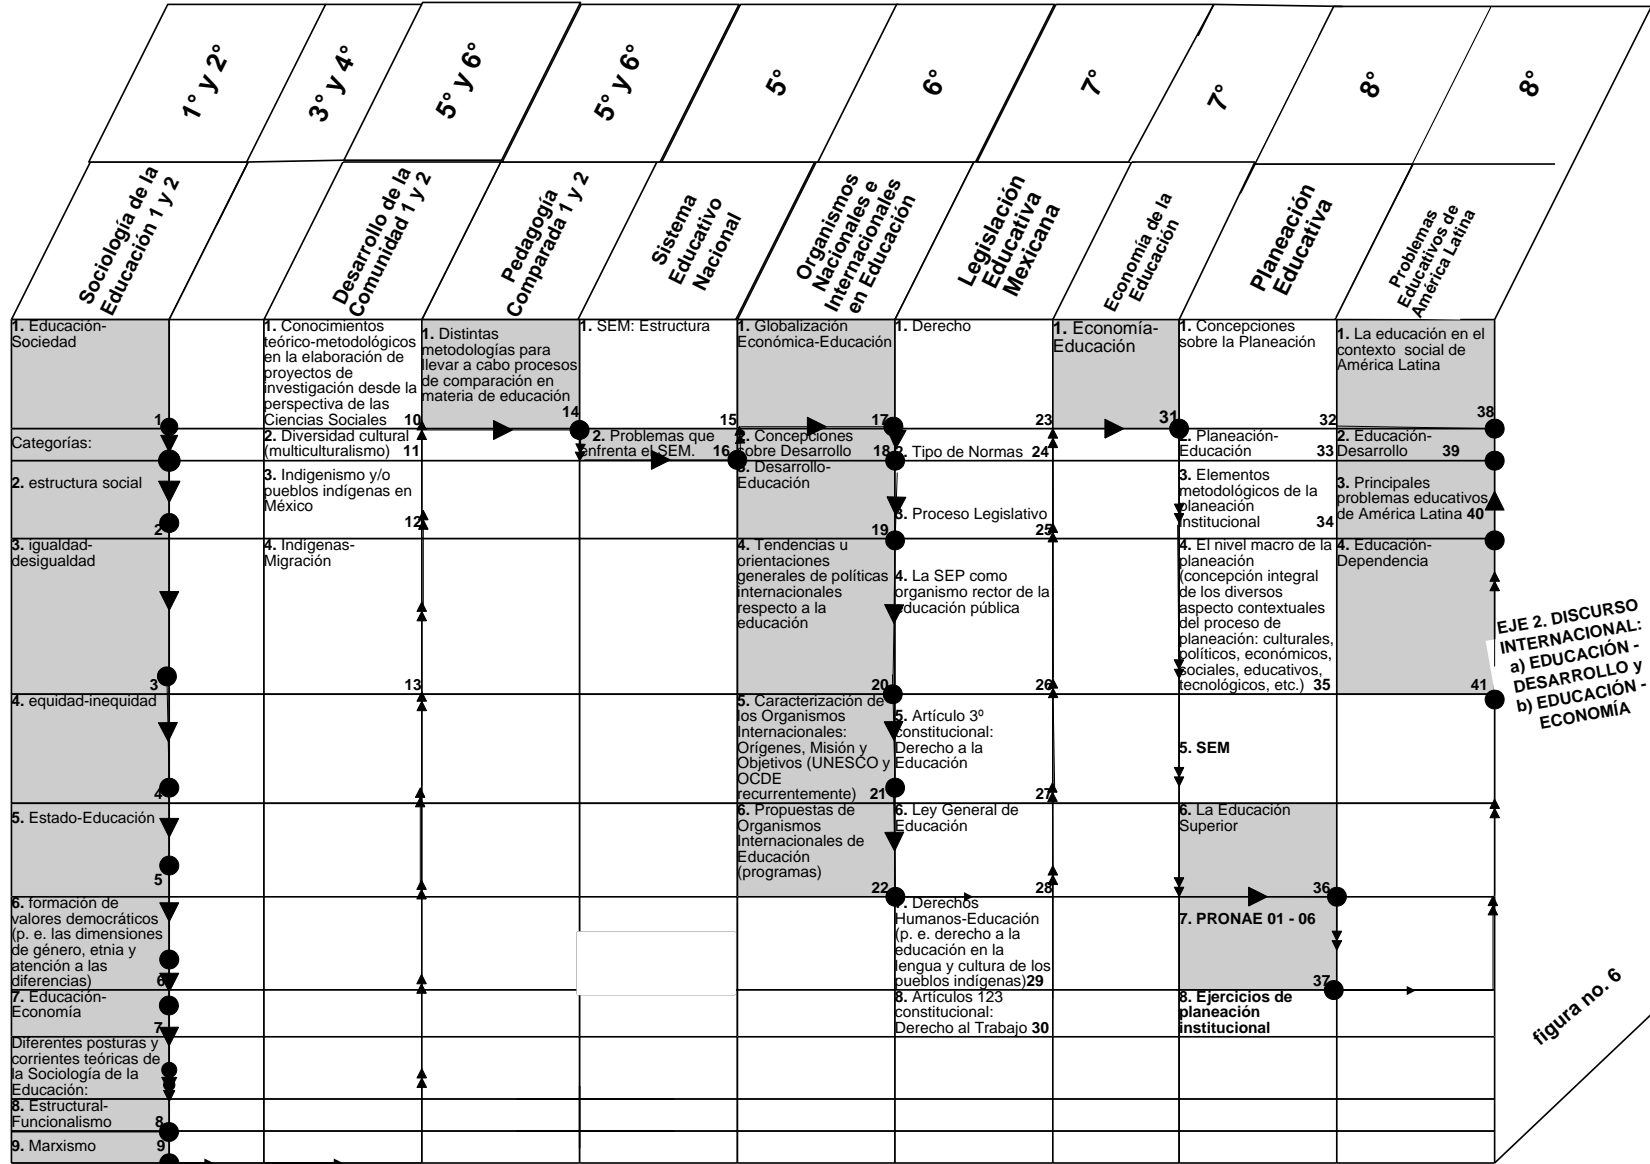 1° y 2°
3° y 4°
5° y 6°
5° y 6°
5°
6°
7°
7°
8°
8°
Sociología de la
Educación 1 y 2
Desarrollo de la
Comunidad 1 y 2
Pedagogía
Comparada 1 y 2
Sistema
Educativo
Nacional
Organismos
Nacionales e
Internacionales
en Educación
Legislación
Educativa
Mexicana
Economía de la
Educación
Planeación
Educativa
Problemas
Educativos de
América Latina
1. Educación-
Sociedad
1
Categorías:
2. estructura social
2
3. igualdad-
desigualdad
3
4. equidad-inequidad
4
5. Estado-Educación
5
6. formación de
valores democráticos
(p. e. las dimensiones
de género, etnia y
atención a las
diferencias) 6
7. Educación-
Economía
7
Diferentes posturas y
corrientes teóricas de
la Sociología de la
Educación:
8. Estructural-
Funcionalismo 8
9. Marxismo 9
1. Conocimientos
teórico-metodológicos
en la elaboración de
proyectos de
investigación desde la
perspectiva de las
Ciencias Sociales 10
2. Diversidad cultural
(multiculturalismo) 11
3. Indigenismo y/o
pueblos indígenas en
México
12
4. Indígenas-
Migración
13
1. Distintas
metodologías para
llevar a cabo procesos
de comparación en
materia de educación
14
1. SEM: Estructura
15
2. Problemas que
enfrenta el SEM. 16
1. Globalización
Económica-Educación
17
2. Concepciones
sobre Desarrollo 18
3. Desarrollo-
Educación
19
4. Tendencias u
orientaciones
generales de políticas
internacionales
respecto a la
educación
20
5. Caracterización de
los Organismos
Internacionales:
Orígenes, Misión y
Objetivos (UNESCO y
OCDE
recurrentemente) 21
6. Propuestas de
Organismos
Internacionales de
Educación
(programas)
22
1. Derecho
23
2. Tipo de Normas 24
3. Proceso Legislativo
25
4. La SEP como
organismo rector de la
educación pública
26
5. Artículo 3º
constitucional:
Derecho a la
Educación
27
6. Ley General de
Educación
28
7. Derechos
Humanos-Educación
(p. e. derecho a la
educación en la
lengua y cultura de los
pueblos indígenas)29
8. Artículos 123
constitucional:
Derecho al Trabajo 30
1. Economía-
Educación
31
1. Concepciones
sobre la Planeación
32
2. Planeación-
Educación 33
3. Elementos
metodológicos de la
planeación
Institucional 34
4. El nivel macro de la
planeación
(concepción integral
de los diversos
aspecto contextuales
del proceso de
planeación: culturales,
políticos, económicos,
sociales, educativos,
tecnológicos, etc.) 35
5. SEM
6. La Educación
Superior
36
7. PRONAE 01 - 06
37
8. Ejercicios de
planeación
institucional
1. La educación en el
contexto social de
América Latina
38
2. Educación-
Desarrollo 39
3. Principales
problemas educativos
de América Latina 40
4. Educación-
Dependencia
41
EJE 2. DISCURSO
INTERNACIONAL:
a) EDUCACIÓN -
DESARROLLO y
b) EDUCACIÓN -
ECONOMÍA
figura no. 6